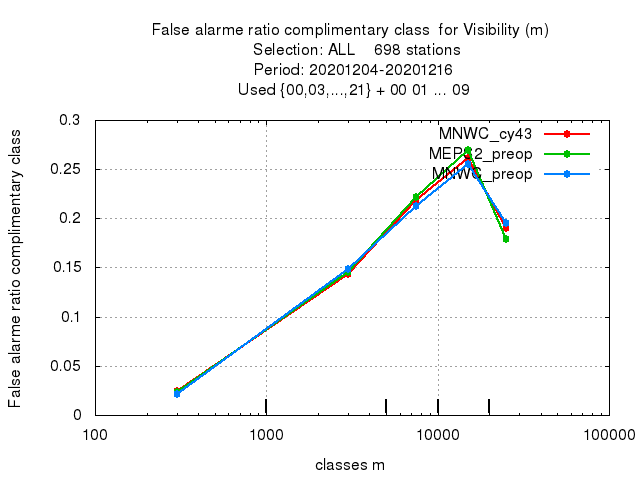 False alarme ratio complimentary class  for Visibility (m)
Selection: ALL    698 stations
Period: 20201204-20201216
Used {00,03,...,21} + 00 01 ... 09
False alarme ratio complimentary class
0.3
0.25
0.2
0.15
0.1
0.05
0
MNWC_cy43
MNWC_preop
100
1000
10000
100000
classes m